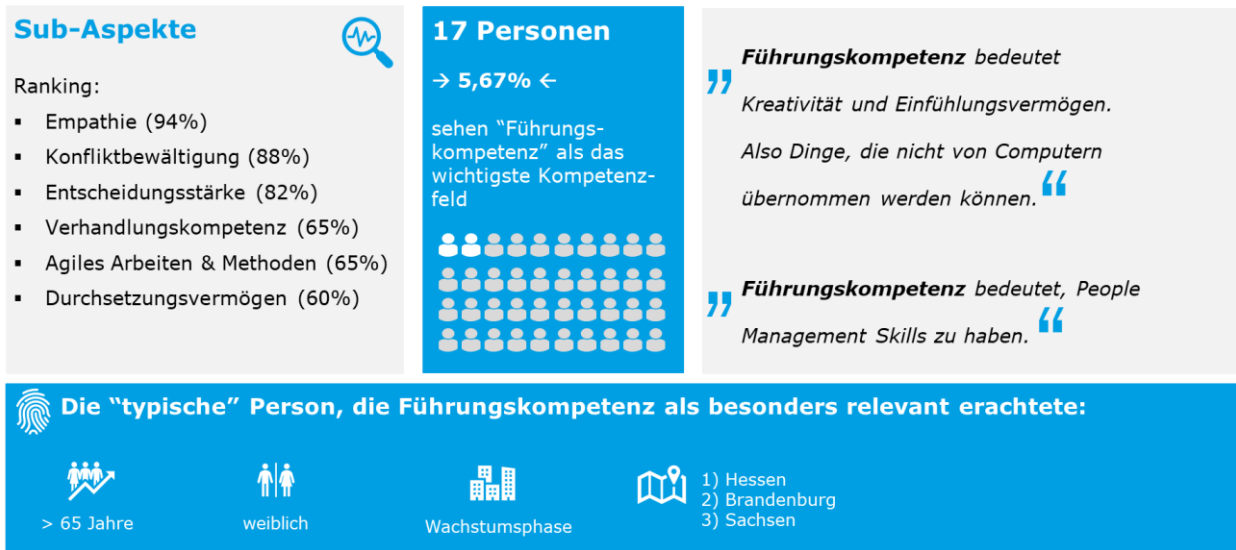 Sub-Aspekte
Ranking:
▪ Empathie (94%)
▪ Konfliktbewältigung (88%)
▪ Entscheidungsstärke (82%)
▪ Verhandlungskompetenz (65%)
▪ Agiles Arbeiten & Methoden (65%)
▪ Durchsetzungsvermögen (60%)
17 Personen
→ 5,67% ←
sehen “Führungs-
kompetenz” als das
wichtigste Kompetenz-
feld
„Führungskompetenz bedeutet
Kreativität und Einfühlungsvermögen.
Also Dinge, die nicht von Computern
übernommen werden können.“
„Führungskompetenz bedeutet, People
Management Skills zu haben.“
Die “typische” Person, die Führungskompetenz als besonders relevant erachtete:
> 65 Jahre
weiblich
Wachstumsphase
1) Hessen
2) Brandenburg
3) Sachsen